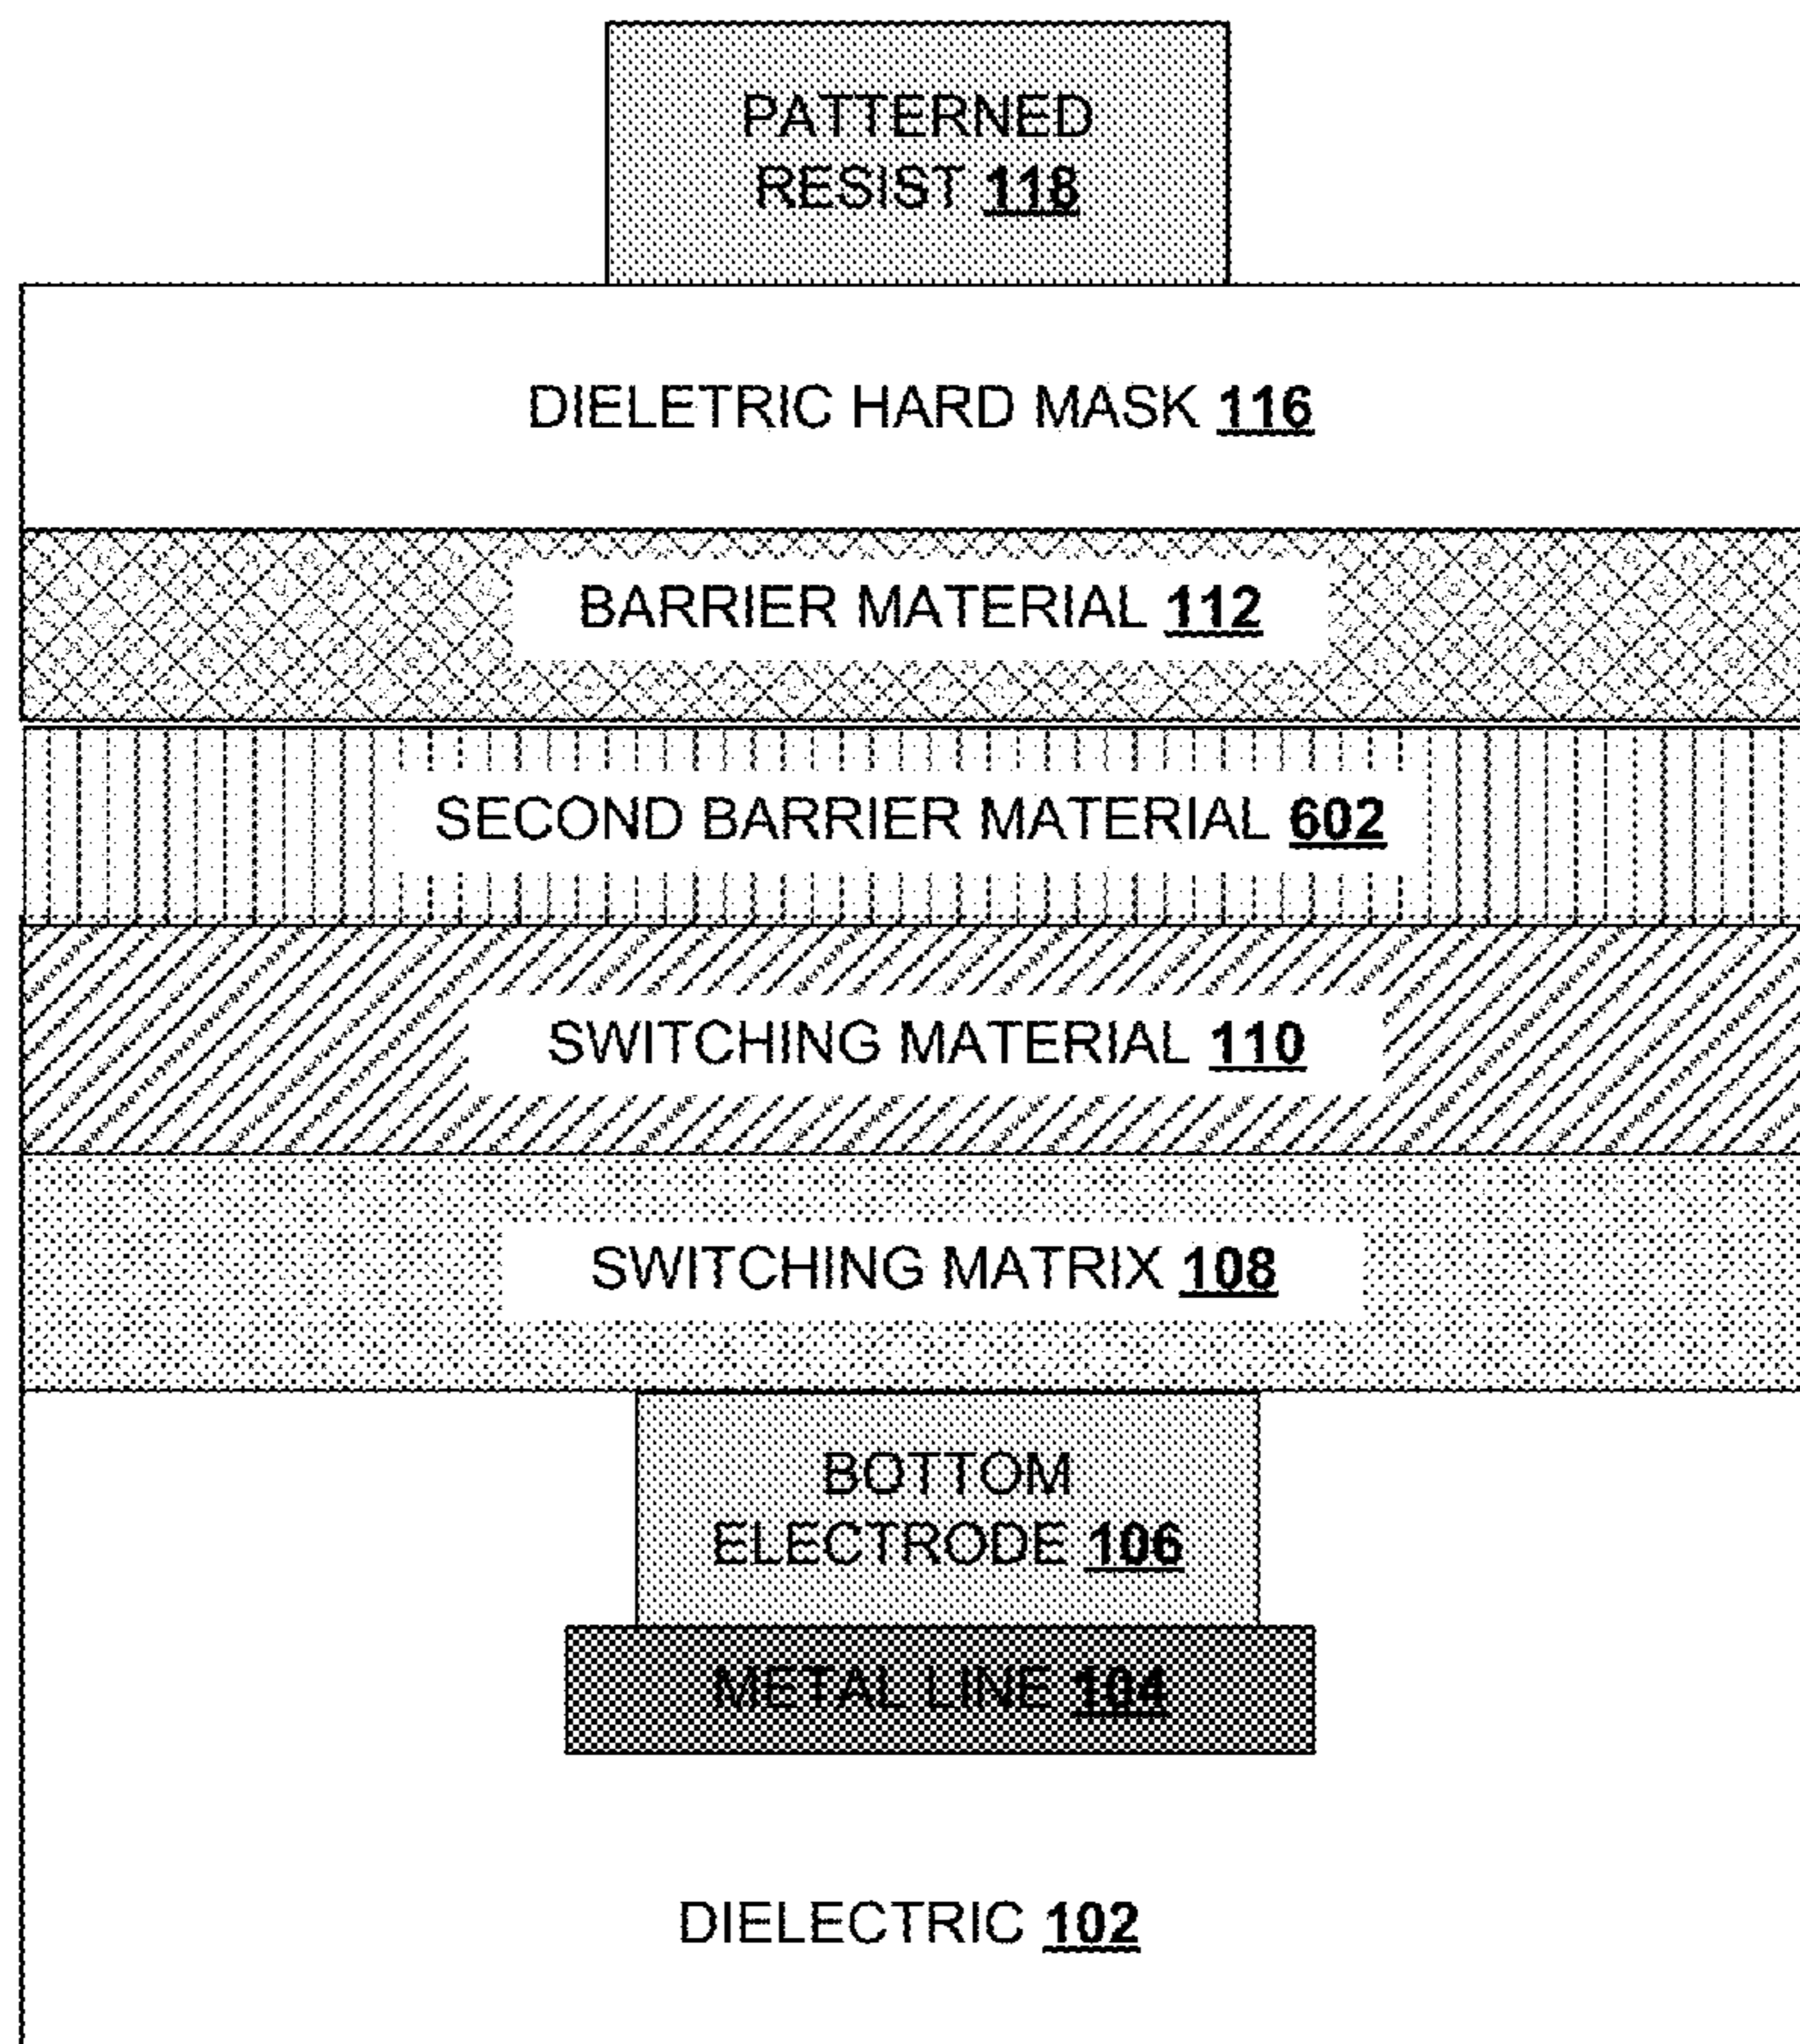 PATTERNED
RESIST 118
DIELETRIC HARD MASK 116
BARRIER MATERIAL 112
SECOND BARRIER MATERIAL 602
SWITCHING MATERIAL 110
SWITCHING MATRIX 108
BOTTOM
ELECTRODE 106
METAL LINE 104
DIELECTRIC 102